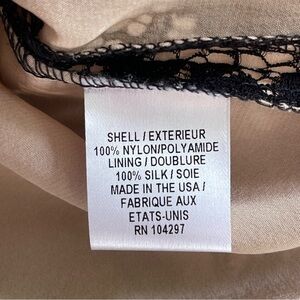 SHELL / EXTERIEUR
100% NYLON/POLYAMIDE
LINING / DOUBLURE
100% SILK / SOIE
MADE IN THE USA /
FABRIQUE AUX
ETATS-UNIS
RN 104297